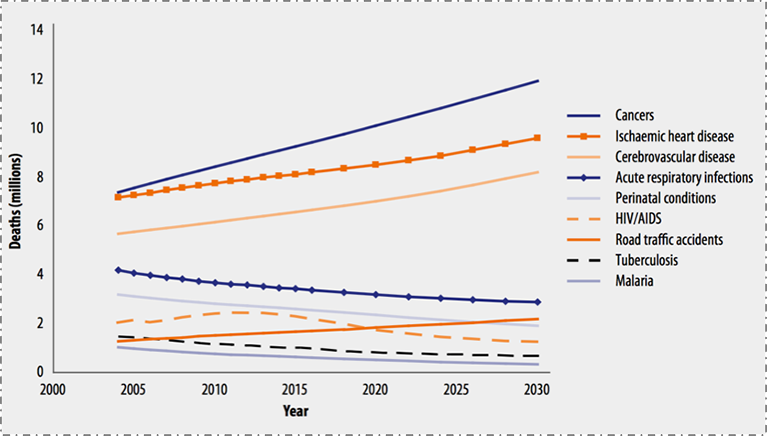 14
12
10
8
6
4
2
0
Deaths (millions)
2000 2005 2010 2015 2020 2025 2030
Year
Cancers
Ischaemic heart disease
Cerebrovascular disease
Acute respiratory infections
Perinatal conditions
HIV/AIDS
Road traffic accidents
Tuberculosis
Malaria